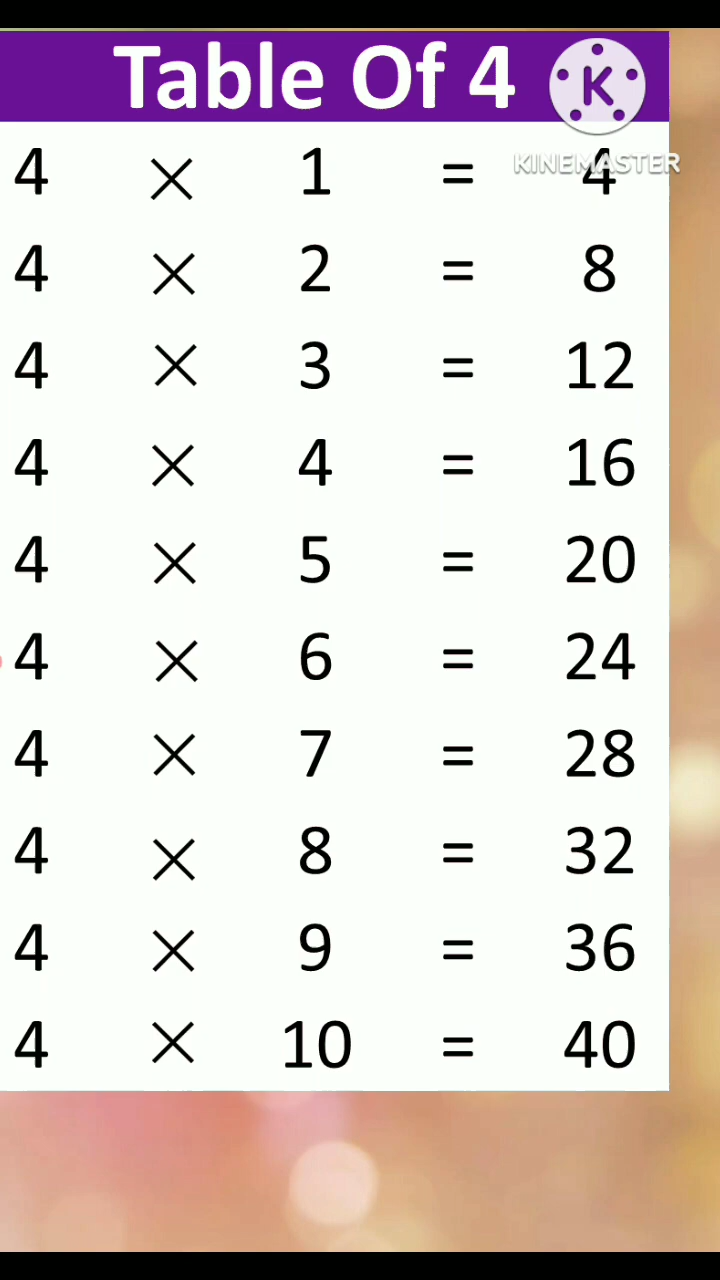 Table Of 4
K
KINEMASTER
4 × 1 = 4
4 × 2 = 8
4 × 3 = 12
4 × 4 = 16
4 × 5 = 20
4 × 6 = 24
4 × 7 = 28
4 × 8 = 32
4 × 9 = 36
4 × 10 = 40